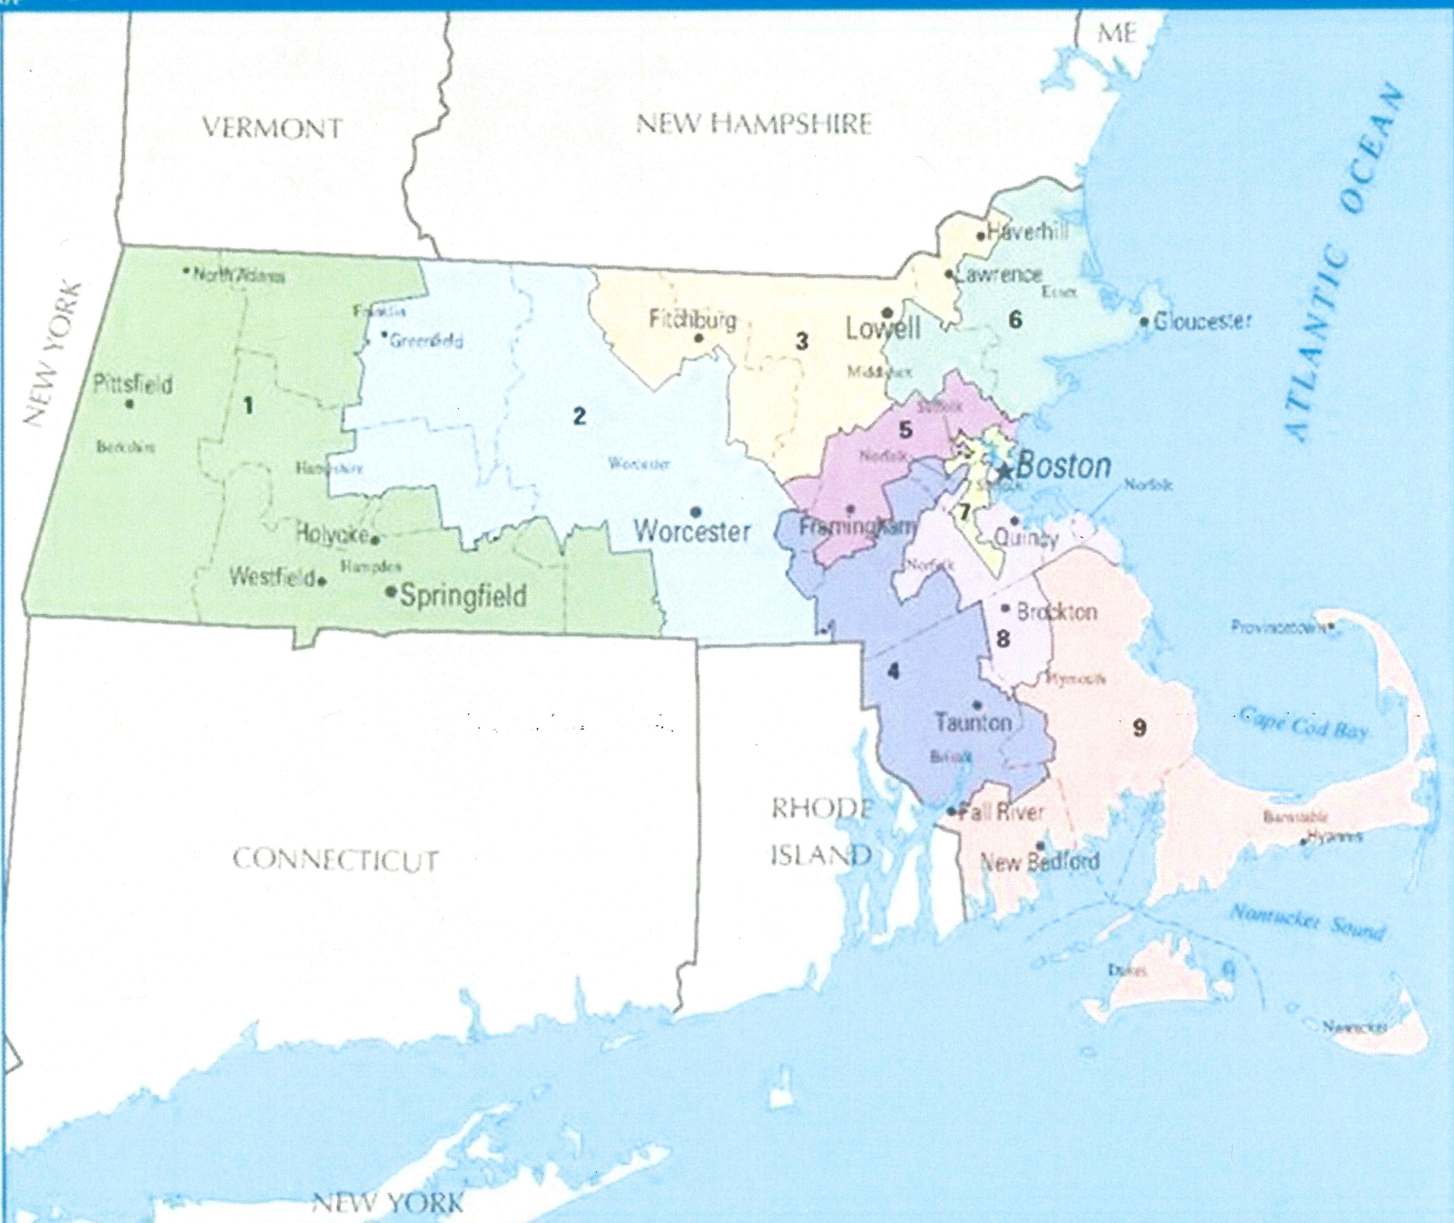 ME
VERMONT
NEW HAMPSHIRE
ATLANTIC OCEAN
NEW YORK
Haverhill
North Adams
Lawrence
Essex
Franklin
Greenfield
Fitchburg
Lowell
3
6
Gloucester
Middlesex
Pittsfield
1
2
Suffolk
5
Berkshire
Norfolk
Hampshire
Worcester
Boston
Suffolk
Norfolk
7
Worcester
Framingham
Quincy
Holyoke
Hampden
Norfolk
Westfield
Springfield
Brockton
8
Provincetown
4
Plymouth
Taunton
9
Cape Cod Bay
Bristol
RHODE
ISLAND
Fall River
Barnstable
Hyannis
CONNECTICUT
New Bedford
Nantucket Sound
Dukes
Nantucket
NEW YORK